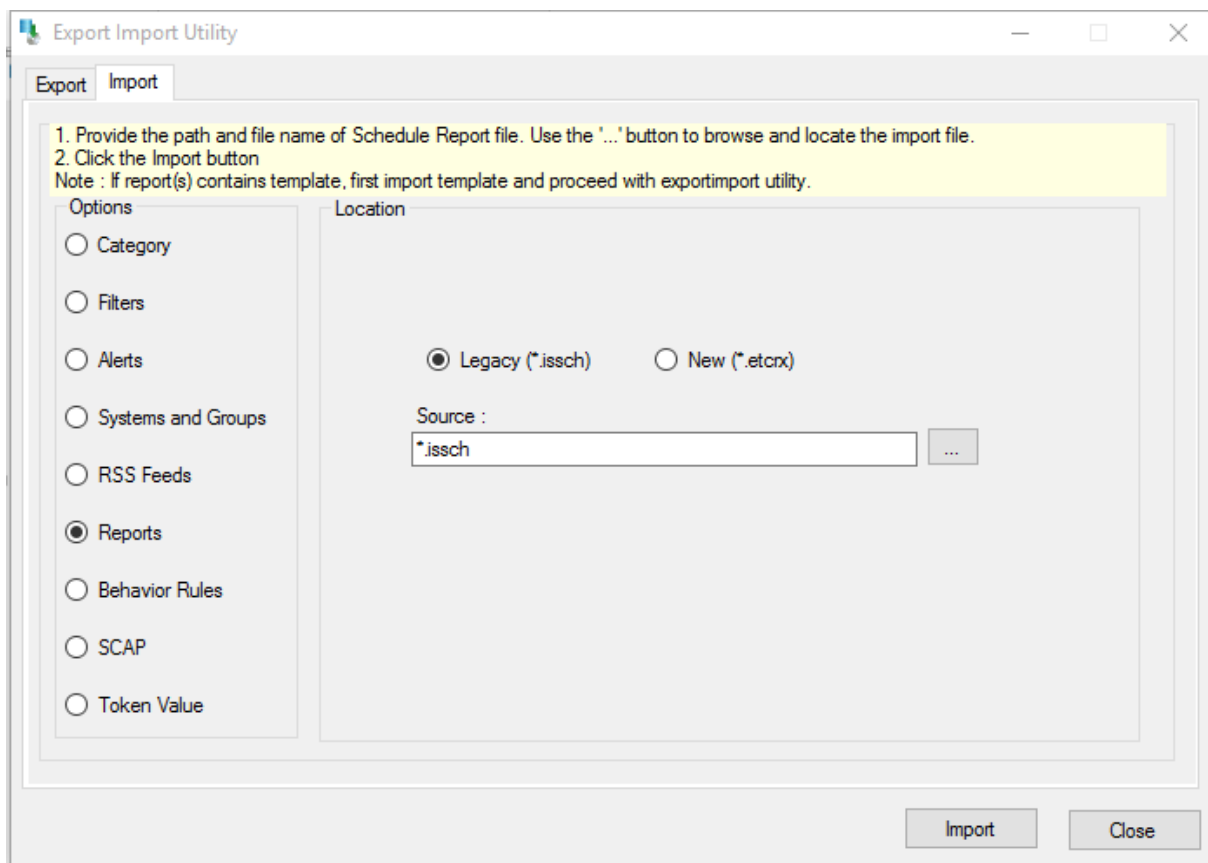 Export Import Utility
Export
Import
1. Provide the path and file name of Schedule Report file. Use the '...' button to browse and locate the import file.
2. Click the Import button
Note : If report(s) contains template, first import template and proceed with exportimport utility.
Options
Location
Category
Filters
Alerts
Legacy (*.issch)
New (*.etcrx)
Systems and Groups
Source :
*.issch
...
RSS Feeds
Reports
Behavior Rules
SCAP
Token Value
Import
Close